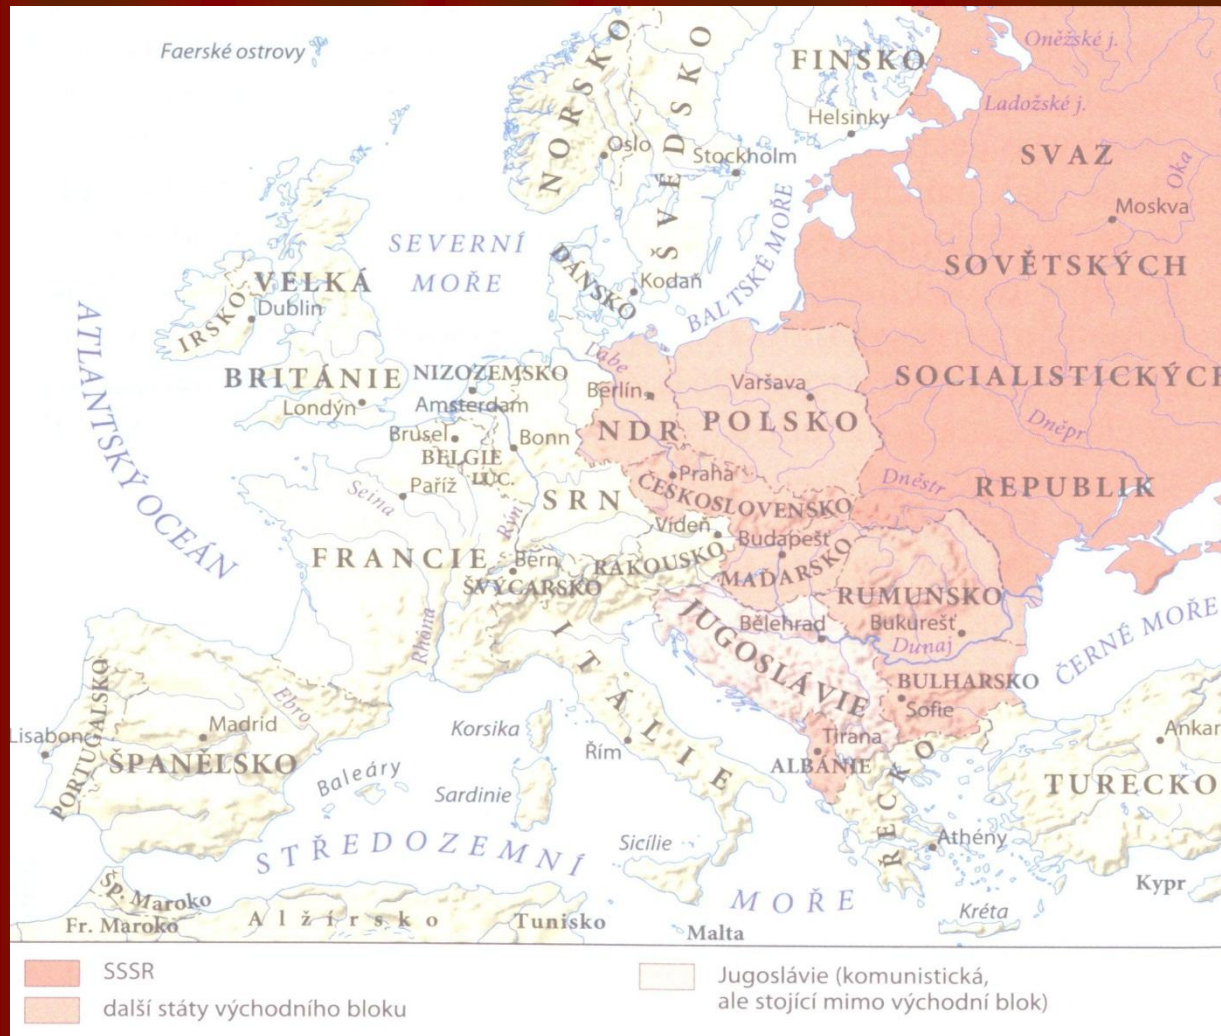 Faerské ostrovy
NORSKO
ŠVÉDSKO
FINSKO
Oněžské j.
Ladožské j.
Helsinky
Oslo
Stockholm
SVAZ
Oka
Moskva
SEVERNÍ
MOŘE
DÁNSKO
Kodaň
BALTSKÉ MOŘE
SOVĚTSKÝCH
VELKÁ
IRSKO
Dublin
ATLANTSKÝ OCEÁN
BRITÁNIE
Londýn
NIZOZEMSKO
Amsterdam
Labe
Berlín
Varšava
SOCIALISTICKÝCH
NDR
POLSKO
Dněpr
Brusel
BELGIE
LUC.
Bonn
Praha
ČESKOSLOVENSKO
Dněstr
REPUBLIK
Seina
Paříž
SRN
Rýn
Vídeň
Budapešť
FRANCIE
Bern
ŠVÝCARSKO
RAKOUSKO
MAĎARSKO
RUMUNSKO
Rhóna
ITÁLIE
JUGOSLÁVIE
Bělehrad
Bukurešť
Dunaj
ČERNÉ MOŘE
PORTUGALSKO
Ebro
BULHARSKO
Sofie
Lisabon
Madrid
Korsika
Řím
Tirana
Ankar
ŠPANĚLSKO
Baleáry
Sardinie
ALBÁNIE
ŘECKO
TURECKO
STŘEDOZEMNÍ
Sicílie
Athény
MOŘE
Kypr
Kréta
Šp. Maroko
Fr. Maroko
Alžírsko
Tunisko
Malta
SSSR
další státy východního bloku
Jugoslávie (komunistická,
ale stojící mimo východní blok)